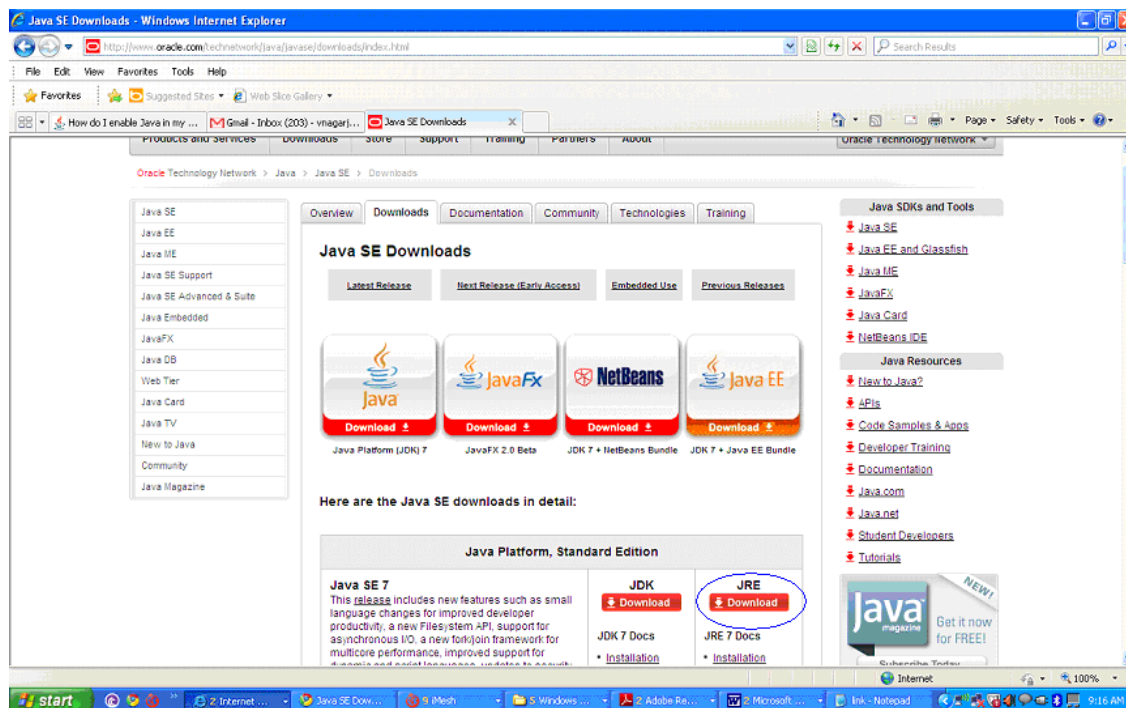 Java SE Downloads - Windows Internet Explorer
http://www.oracle.com/technetwork/java/javase/downloads/index.html
Search Results
File Edit View Favorites Tools Help
Favorites Suggested Sites Web Slice Gallery
How do I enable Java in my ... Gmail - Inbox (203) - vnagarj... Java SE Downloads X
Page Safety Tools
Products and Services Downloads Store Support Training Partners About
Oracle Technology Network
Oracle Technology Network > Java > Java SE > Downloads
Java SE
Java EE
Java ME
Java SE Support
Java SE Advanced & Suite
Java Embedded
JavaFX
Java DB
Web Tier
Java Card
Java TV
New to Java
Community
Java Magazine
Overview Downloads Documentation Community Technologies Training
Java SE Downloads
Latest Release Next Release (Early Access) Embedded Use Previous Releases
Java JavaFX NetBeans Java EE
Download Download Download Download
Java Platform (JDK) 7 JavaFX 2.0 Beta JDK 7 + NetBeans Bundle JDK 7 + Java EE Bundle
Here are the Java SE downloads in detail:
Java Platform, Standard Edition
Java SE 7
This release includes new features such as small
language changes for improved developer
productivity, a new Filesystem API, support for
asynchronous I/O, a new fork/join framework for
multicore performance, improved support for
dynamic and script languages, updates to security
JDK
Download
JDK 7 Docs
• Installation
JRE
Download
JRE 7 Docs
• Installation
Java SDKs and Tools
Java SE
Java EE and Glassfish
Java ME
JavaFX
Java Card
NetBeans IDE
Java Resources
New to Java?
APIs
Code Samples & Apps
Developer Training
Documentation
Java.com
Java.net
Student Developers
Tutorials
NEW!
Java
magazine
Get it now
for FREE!
Subscribe Today
Internet 100%
start 2 Internet ... Java SE Dow... 9 iMesh 5 Windows ... 2 Adobe Re... 2 Microsoft ... link - Notepad 9:16 AM